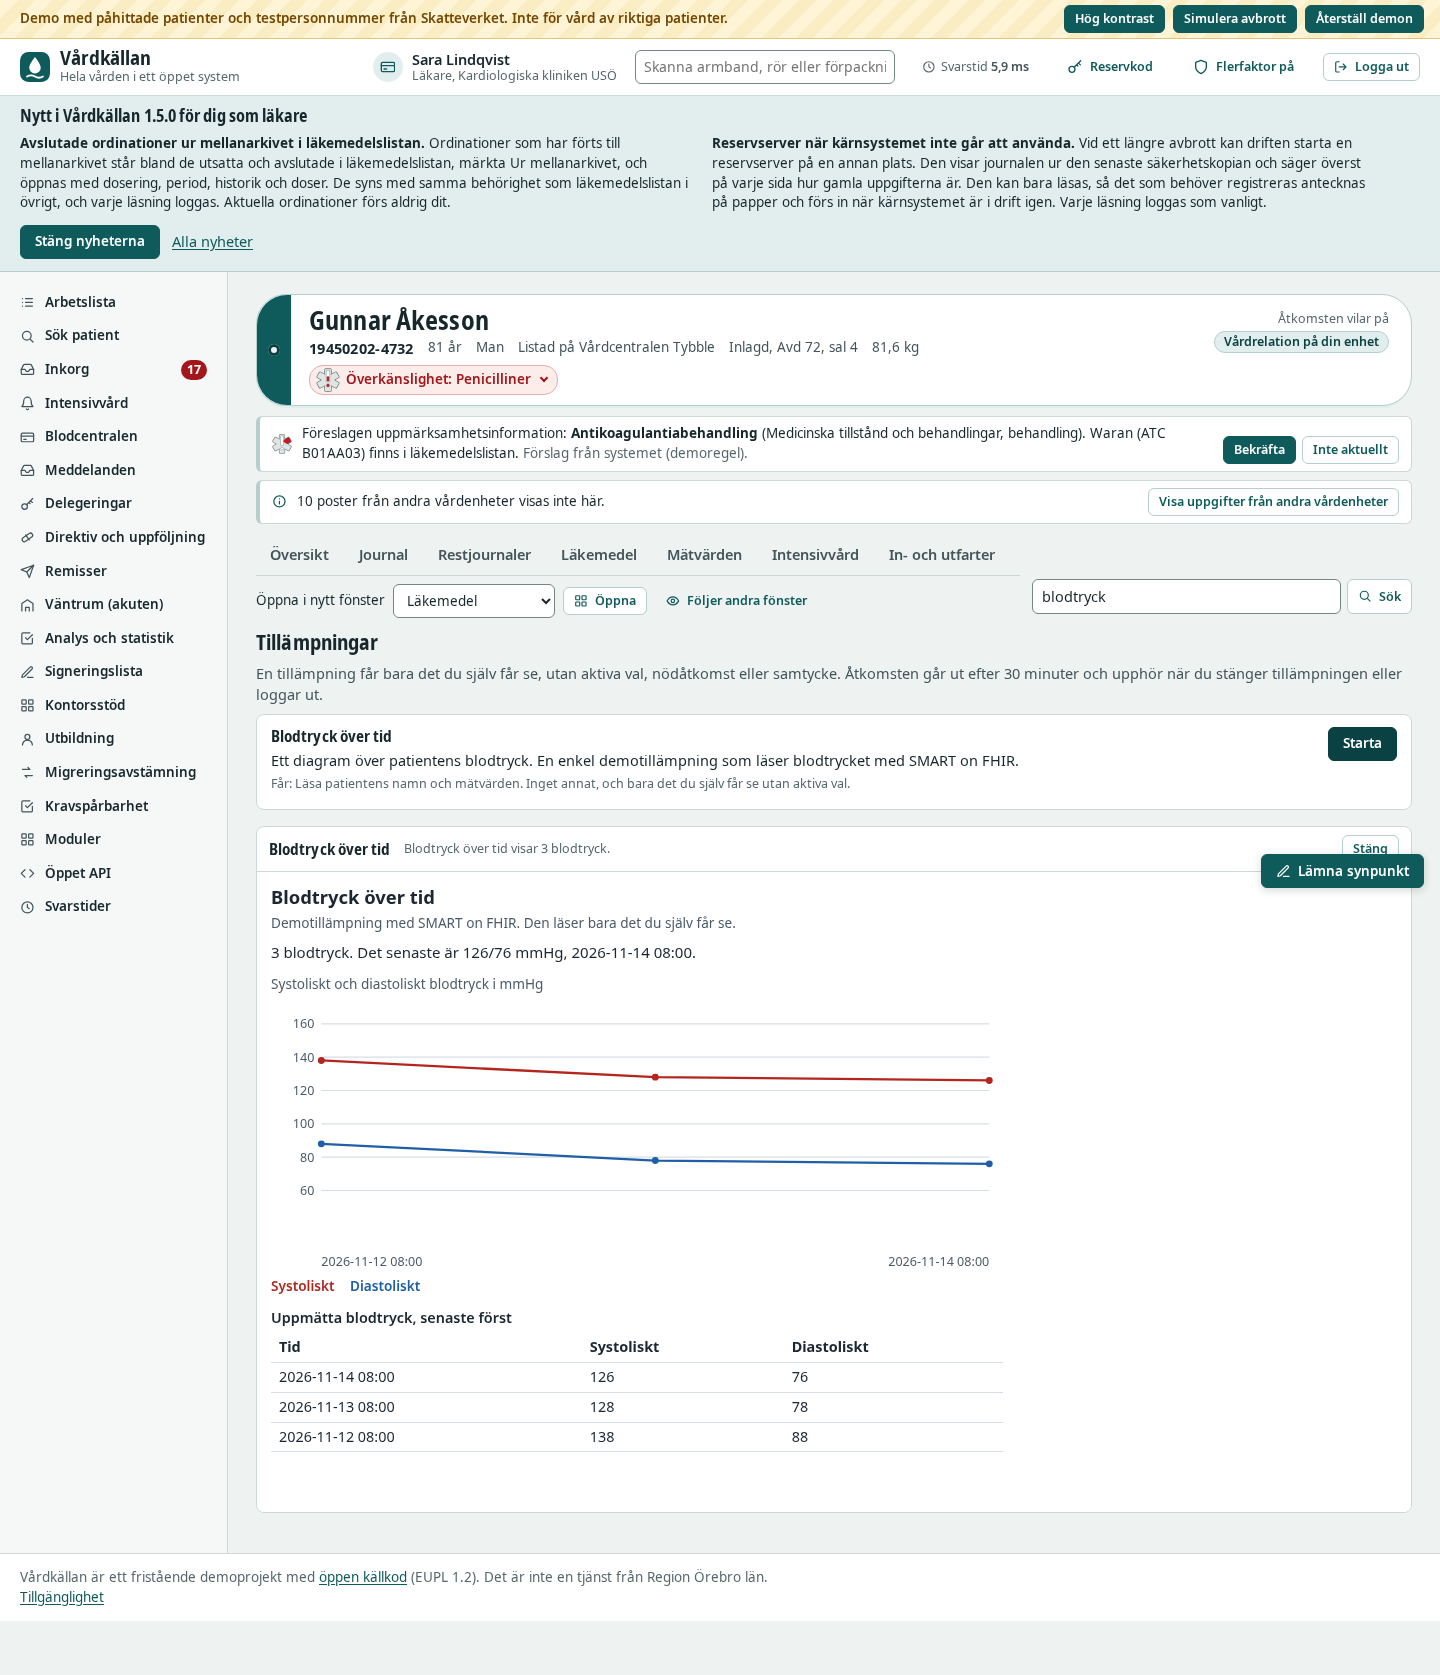 Demo med påhittade patienter och testpersonnummer från Skatteverket. Inte för vård av riktiga patienter.
Hög kontrast
Simulera avbrott
Återställ demon
Vårdkällan
Hela vården i ett öppet system
Sara Lindqvist
Läkare, Kardiologiska kliniken USÖ
Skanna armband, rör eller förpackni
Svarstid 5,9 ms
Reservkod
Flerfaktor på
Logga ut
Nytt i Vårdkällan 1.5.0 för dig som läkare
Avslutade ordinationer ur mellanarkivet i läkemedelslistan. Ordinationer som har förts till
mellanarkivet står bland de utsatta och avslutade i läkemedelslistan, märkta Ur mellanarkivet, och
öppnas med dosering, period, historik och doser. De syns med samma behörighet som läkemedelslistan i
övrigt, och varje läsning loggas. Aktuella ordinationer förs aldrig dit.
Reservserver när kärnsystemet inte går att använda. Vid ett längre avbrott kan driften starta en
reservserver på en annan plats. Den visar journalen ur den senaste säkerhetskopian och säger överst
på varje sida hur gamla uppgifterna är. Den kan bara läsas, så det som behöver registreras antecknas
på papper och förs in när kärnsystemet är i drift igen. Varje läsning loggas som vanligt.
Stäng nyheterna
Alla nyheter
Arbetslista
Sök patient
Inkorg
17
Intensivvård
Blodcentralen
Meddelanden
Delegeringar
Direktiv och uppföljning
Remisser
Väntrum (akuten)
Analys och statistik
Signeringslista
Kontorsstöd
Utbildning
Migreringsavstämning
Kravspårbarhet
Moduler
Öppet API
Svarstider
Gunnar Åkesson
19450202-4732
81 år
Man
Listad på Vårdcentralen Tybble
Inlagd, Avd 72, sal 4
81,6 kg
Överkänslighet: Penicilliner
Åtkomsten vilar på
Vårdrelation på din enhet
Föreslagen uppmärksamhetsinformation: Antikoagulantiabehandling (Medicinska tillstånd och behandlingar, behandling). Waran (ATC
B01AA03) finns i läkemedelslistan. Förslag från systemet (demoregel).
Bekräfta
Inte aktuellt
10 poster från andra vårdenheter visas inte här.
Visa uppgifter från andra vårdenheter
Översikt
Journal
Restjournaler
Läkemedel
Mätvärden
Intensivvård
In- och utfarter
Öppna i nytt fönster
Läkemedel
Öppna
Följer andra fönster
blodtryck
Sök
Tillämpningar
En tillämpning får bara det du själv får se, utan aktiva val, nödåtkomst eller samtycke. Åtkomsten går ut efter 30 minuter och upphör när du stänger tillämpningen eller
loggar ut.
Blodtryck över tid
Ett diagram över patientens blodtryck. En enkel demotillämpning som läser blodtrycket med SMART on FHIR.
Får: Läsa patientens namn och mätvärden. Inget annat, och bara det du själv får se utan aktiva val.
Starta
Blodtryck över tid
Blodtryck över tid visar 3 blodtryck.
Stäng
Lämna synpunkt
Blodtryck över tid
Demotillämpning med SMART on FHIR. Den läser bara det du själv får se.
3 blodtryck. Det senaste är 126/76 mmHg, 2026-11-14 08:00.
Systoliskt och diastoliskt blodtryck i mmHg
160
140
120
100
80
60
2026-11-12 08:00
2026-11-14 08:00
Systoliskt
Diastoliskt
Uppmätta blodtryck, senaste först
Tid
Systoliskt
Diastoliskt
2026-11-14 08:00
126
76
2026-11-13 08:00
128
78
2026-11-12 08:00
138
88
Vårdkällan är ett fristående demoprojekt med öppen källkod (EUPL 1.2). Det är inte en tjänst från Region Örebro län.
Tillgänglighet